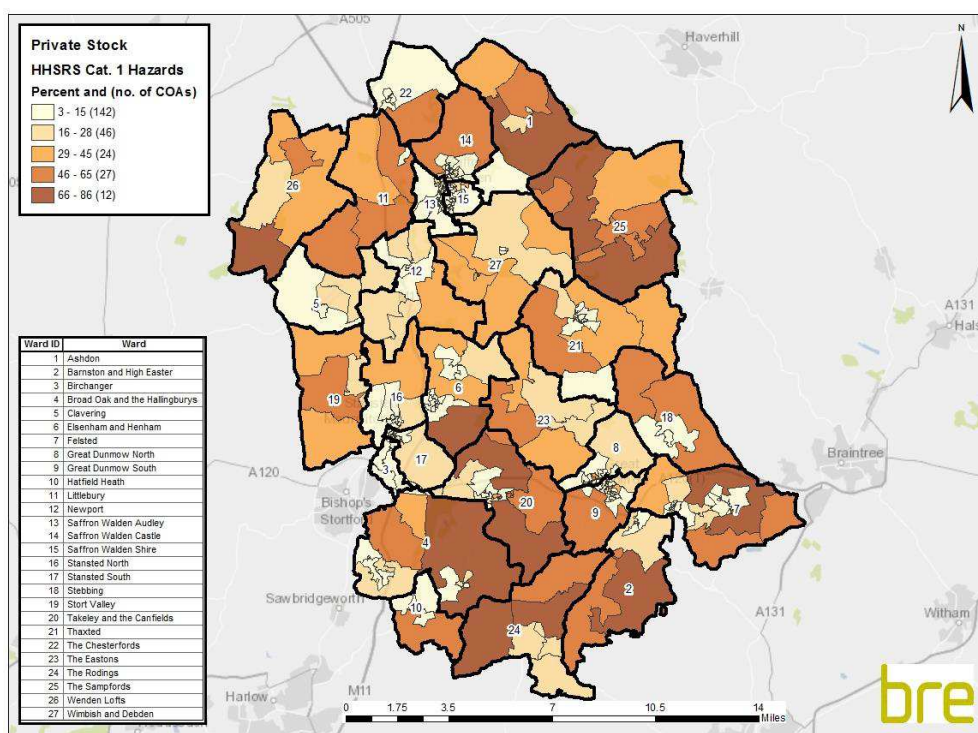 A505
Haverhill
N
Private Stock
HHSRS Cat. 1 Hazards
Percent and (no. of COAs)
3 - 15 (142)
16 - 28 (46)
29 - 45 (24)
46 - 65 (27)
66 - 86 (12)
22
1
14
26
11
13
15
25
12
27
5
A131
21
19
16
6
18
23
8
Braintree
A120
3
17
Bishop's
Stortford
20
9
7
4
2
Sawbridgeworth
10
A131
Witham
24
Harlow
M11
Ward ID Ward
1 Ashdon
2 Barnston and High Easter
3 Birchanger
4 Broad Oak and the Hallingburys
5 Clavering
6 Elsenham and Henham
7 Felsted
8 Great Dunmow North
9 Great Dunmow South
10 Hatfield Heath
11 Littlebury
12 Newport
13 Saffron Walden Audley
14 Saffron Walden Castle
15 Saffron Walden Shire
16 Stansted North
17 Stansted South
18 Stebbing
19 Stort Valley
20 Takeley and the Canfields
21 Thaxted
22 The Chesterfords
23 The Eastons
24 The Rodings
25 The Sampfords
26 Wenden Lofts
27 Wimbish and Debden
0 1.75 3.5 7 10.5 14
Miles
bre